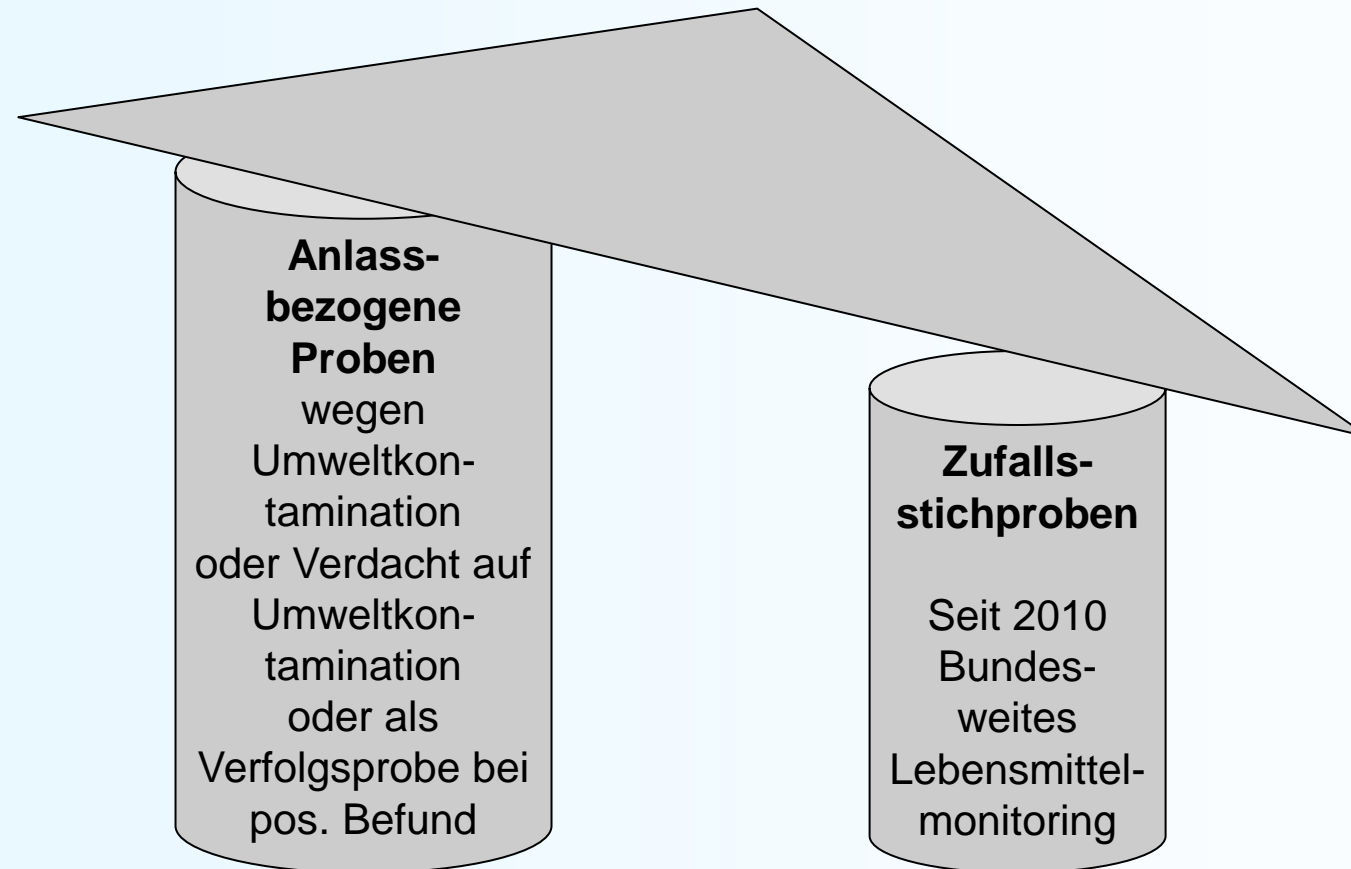 Anlass-
bezogene
Proben
wegen
Umweltkon-
tamination
oder Verdacht auf
Umweltkon-
tamination
oder als
Verfolgsprobe bei
pos. Befund
Zufalls-
stichproben
Seit 2010
Bundes-
weites
Lebensmittel-
monitoring